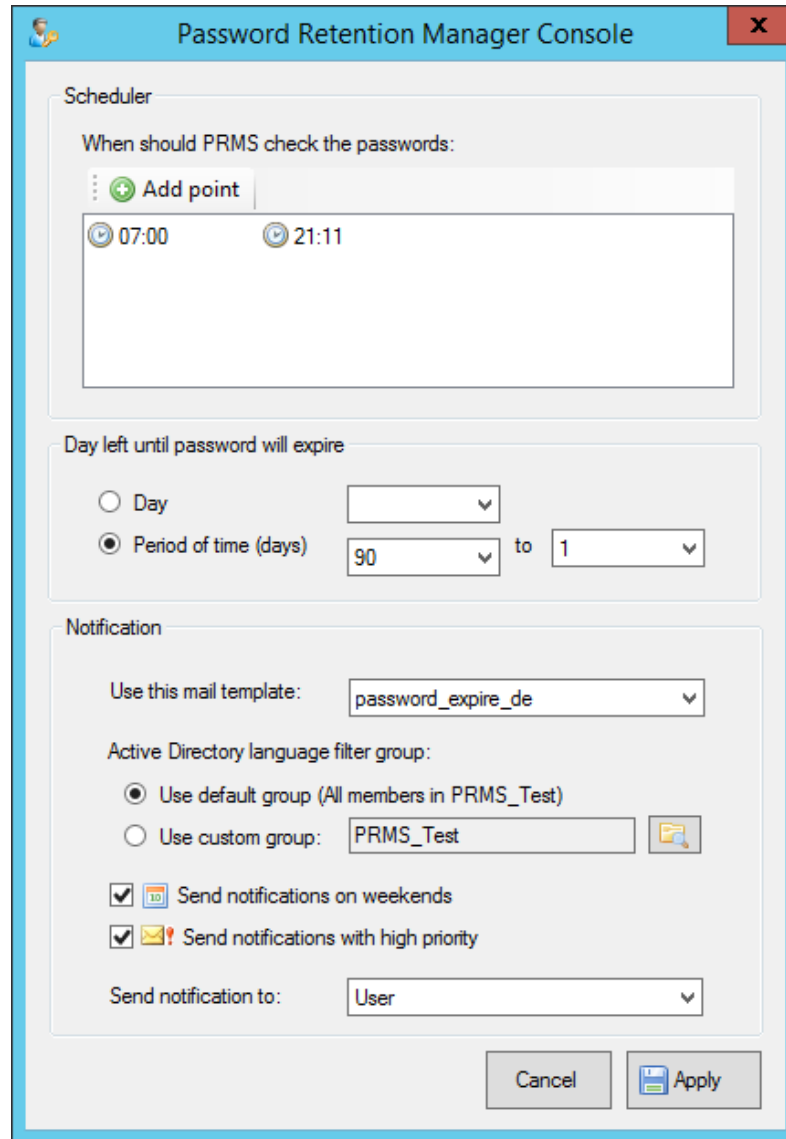 Password Retention Manager Console
x
Scheduler
When should PRMS check the passwords:
Add point
07:00 21:11
Day left until password will expire
Day
Period of time (days) 90 to 1
Notification
Use this mail template: password_expire_de
Active Directory language filter group:
Use default group (All members in PRMS_Test)
Use custom group: PRMS_Test
10 Send notifications on weekends
Send notifications with high priority
Send notification to: User
Cancel Apply